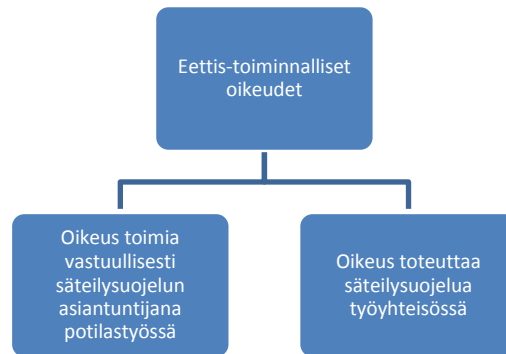 Eettis-toiminnalliset
oikeudet
Oikeus toimia
vastuullisesti
säteilysuojelun
asiantuntijana
potilastyössä
Oikeus toteuttaa
säteilysuojelua
työyhteisössä